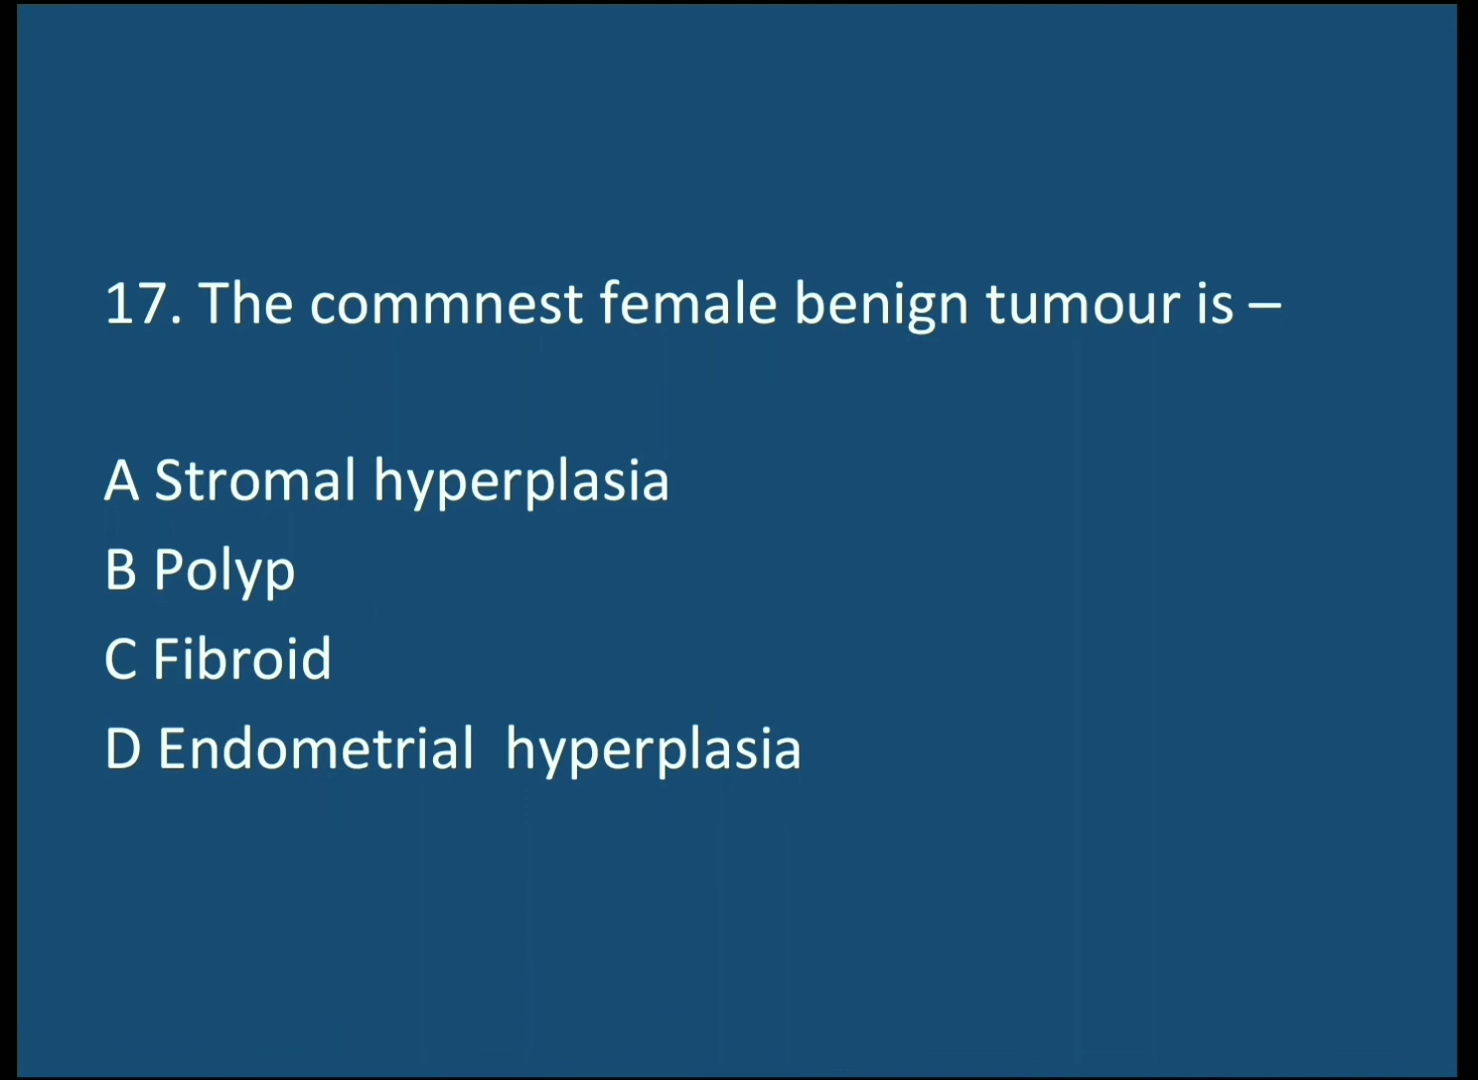 17. The commnest female benign tumour is –
A Stromal hyperplasia
B Polyp
C Fibroid
D Endometrial  hyperplasia